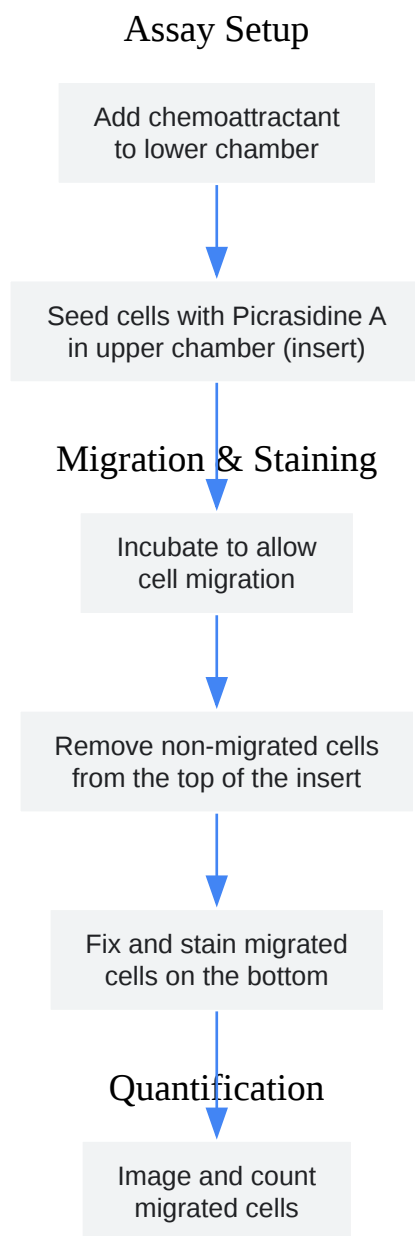 Assay Setup
Add chemoattractant
to lower chamber
Seed cells with Picrasidine A
in upper chamber (insert)
Migration & Staining
Incubate to allow
cell migration
Remove non-migrated cells
from the top of the insert
Fix and stain migrated
cells on the bottom
Quantification
Image and count
migrated cells